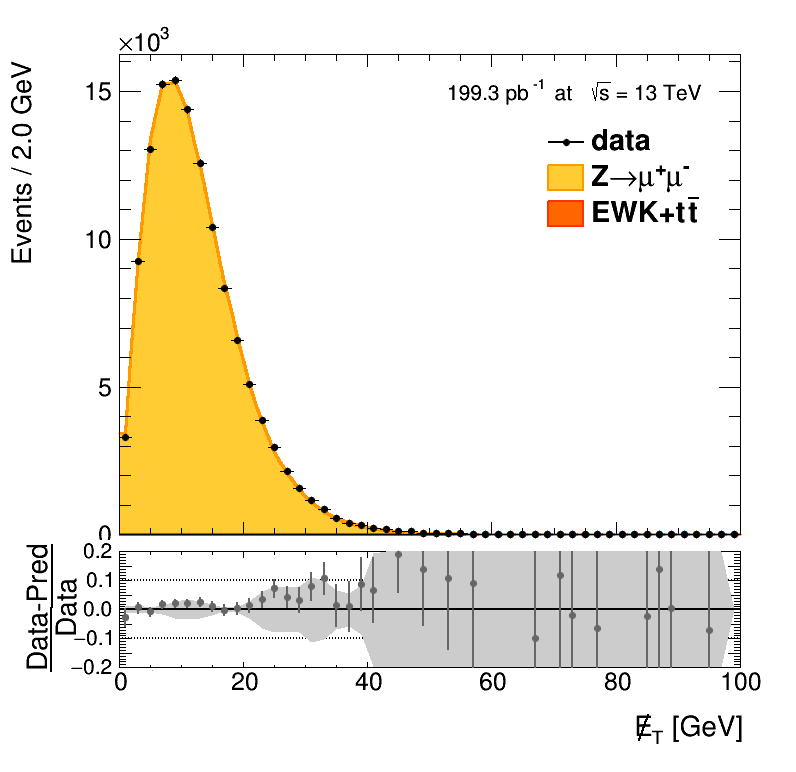 ×10³
Events / 2.0 GeV
15
10
5
0
199.3 pb⁻¹ at √s = 13 TeV
data
Z→μ⁺μ⁻
EWK+tt̄
Data-Pred
Data
0.2
0.1
0.0
−0.1
−0.2
0 20 40 60 80 100
E̸_T [GeV]